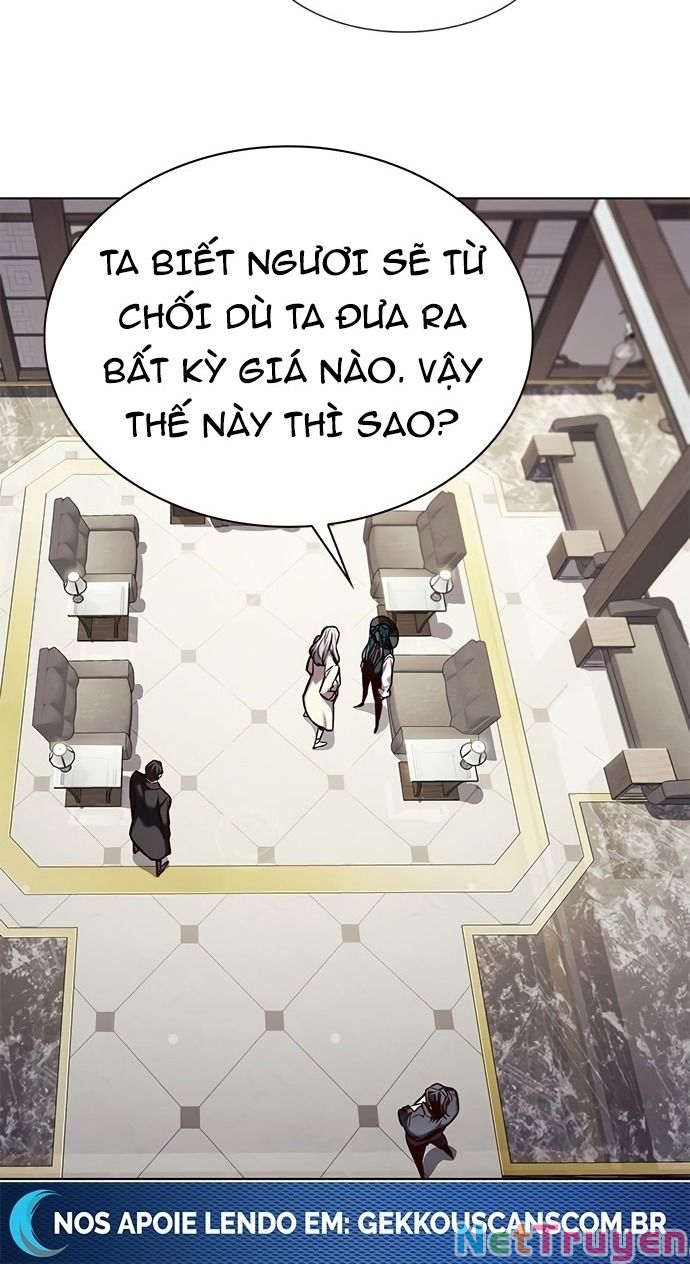 TA BIẾT NGƯƠI SẼ TỪ
CHỐI DÙ TA ĐƯA RA
BẤT KỲ GIÁ NÀO. VẬY
THẾ NÀY THÌ SAO?
NOS APOIE LENDO EM: GEKKOUSCANSCOM.BR
NetTruyen